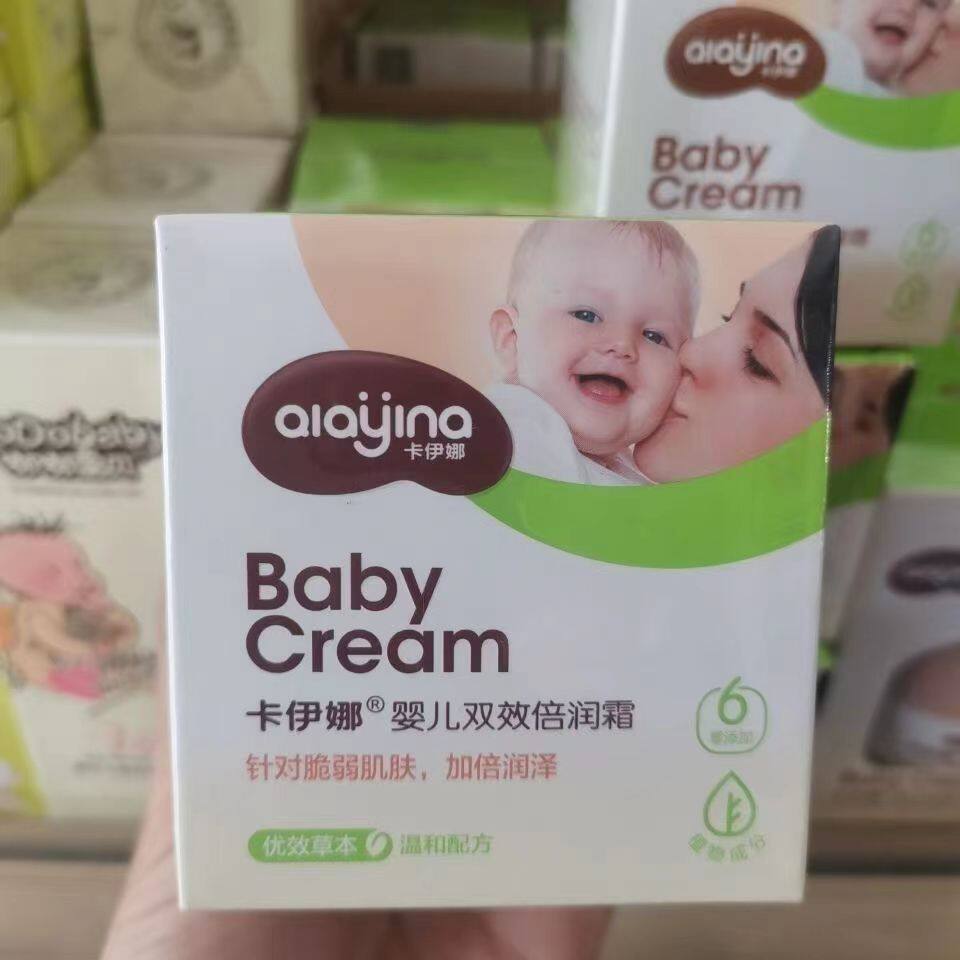 aiayina
Baby
Cream
aiayina
卡伊娜
Baby
Cream
卡伊娜®婴儿双效倍润霜
针对脆弱肌肤，加倍润泽
6
零添加
优效草本
温和配方
植物成份